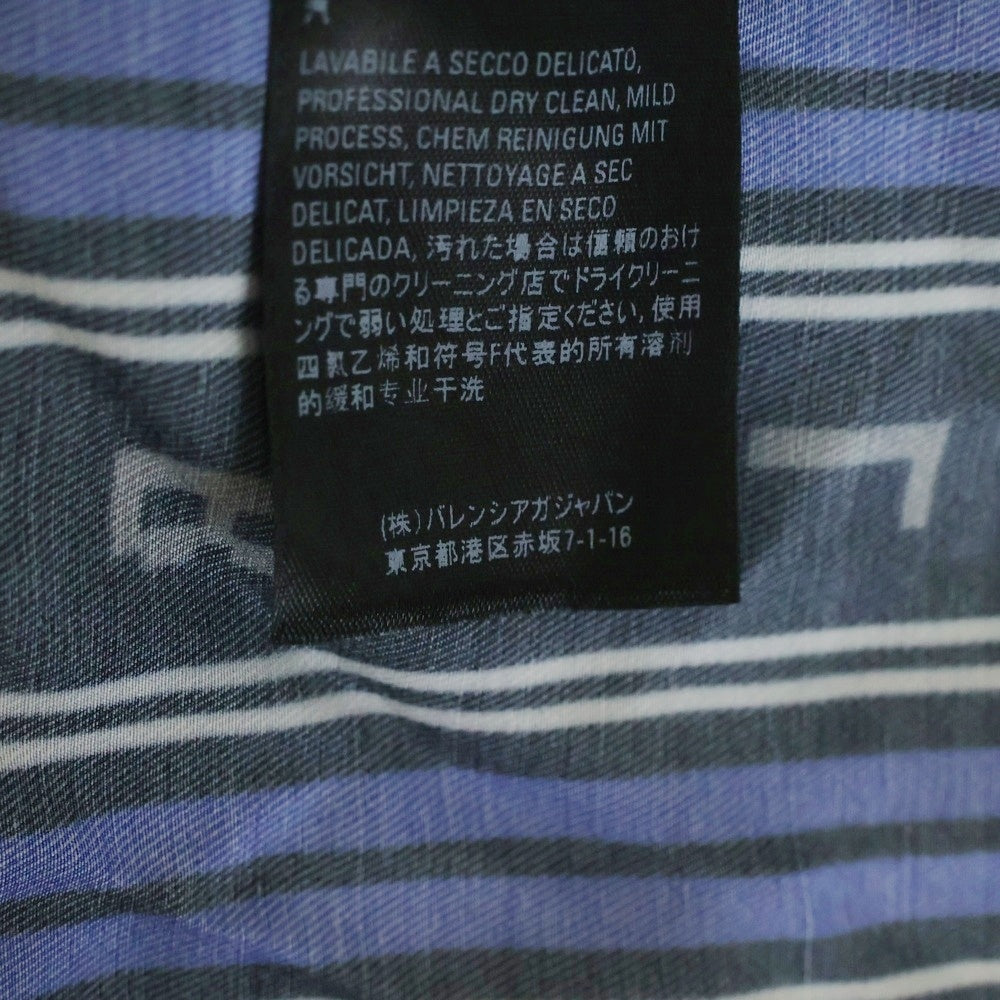 LAVABILE A SECCO DELICATO,
PROFESSIONAL DRY CLEAN, MILD
PROCESS, CHEM REINIGUNG MIT
VORSICHT, NETTOYAGE A SEC
DELICAT, LIMPIEZA EN SECO
DELICADA, 汚れた場合は信頼のおけ
る専門のクリーニング店でドライクリーニ
ングで弱い処理とご指定ください, 使用
四氯乙烯和符号F代表的所有溶剂
的缓和专业干洗
(株)バレンシアガジャパン
東京都港区赤坂7-1-16